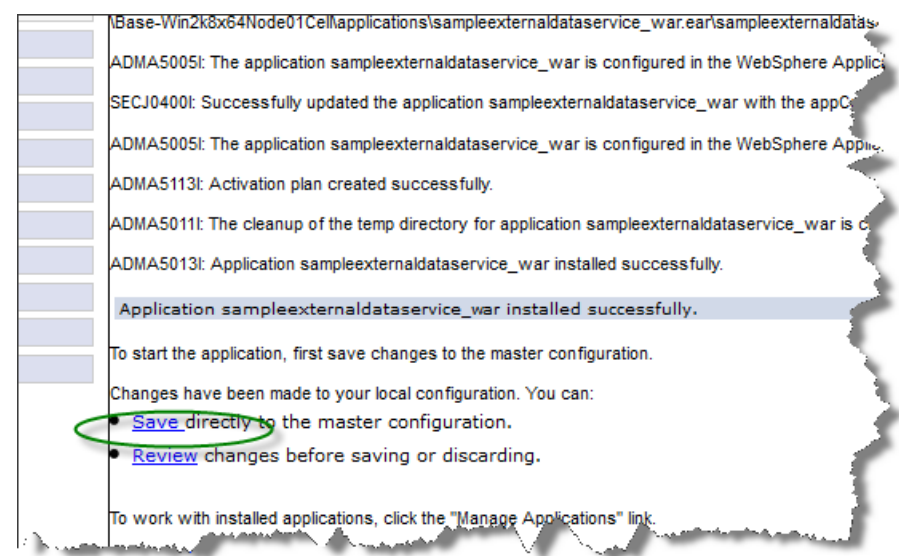 \Base-Win2k8x64Node01Cell\applications\sampleexternaldataservice_war.ear\sampleexternaldatas
ADMA5005I: The application sampleexternaldataservice_war is configured in the WebSphere Applic
SECJ0400I: Successfully updated the application sampleexternaldataservice_war with the appC
ADMA5005I: The application sampleexternaldataservice_war is configured in the WebSphere Applic
ADMA5113I: Activation plan created successfully.
ADMA5011I: The cleanup of the temp directory for application sampleexternaldataservice_war is c
ADMA5013I: Application sampleexternaldataservice_war installed successfully.
Application sampleexternaldataservice_war installed successfully.
To start the application, first save changes to the master configuration.
Changes have been made to your local configuration. You can:
• Save directly to the master configuration.
• Review changes before saving or discarding.
To work with installed applications, click the "Manage Applications" link.